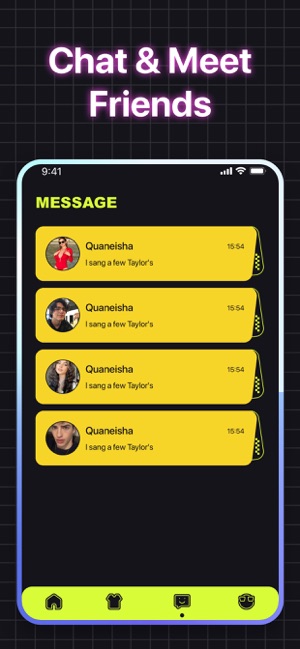 Chat & Meet
Friends
9:41
MESSAGE
Quaneisha 15:54
I sang a few Taylor's
Quaneisha 15:54
I sang a few Taylor's
Quaneisha 15:54
I sang a few Taylor's
Quaneisha 15:54
I sang a few Taylor's